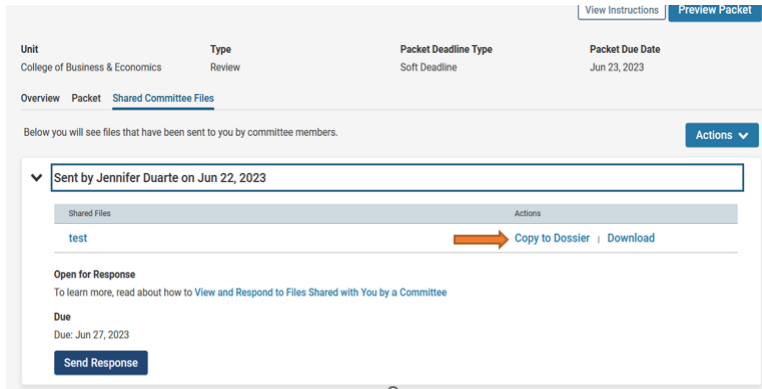 View Instructions Preview Packet
Unit Type Packet Deadline Type Packet Due Date
College of Business & Economics Review Soft Deadline Jun 23, 2023
Overview Packet Shared Committee Files
Below you will see files that have been sent to you by committee members.
Actions
Sent by Jennifer Duarte on Jun 22, 2023
Shared Files Actions
test Copy to Dossier | Download
Open for Response
To learn more, read about how to View and Respond to Files Shared with You by a Committee
Due
Due: Jun 27, 2023
Send Response